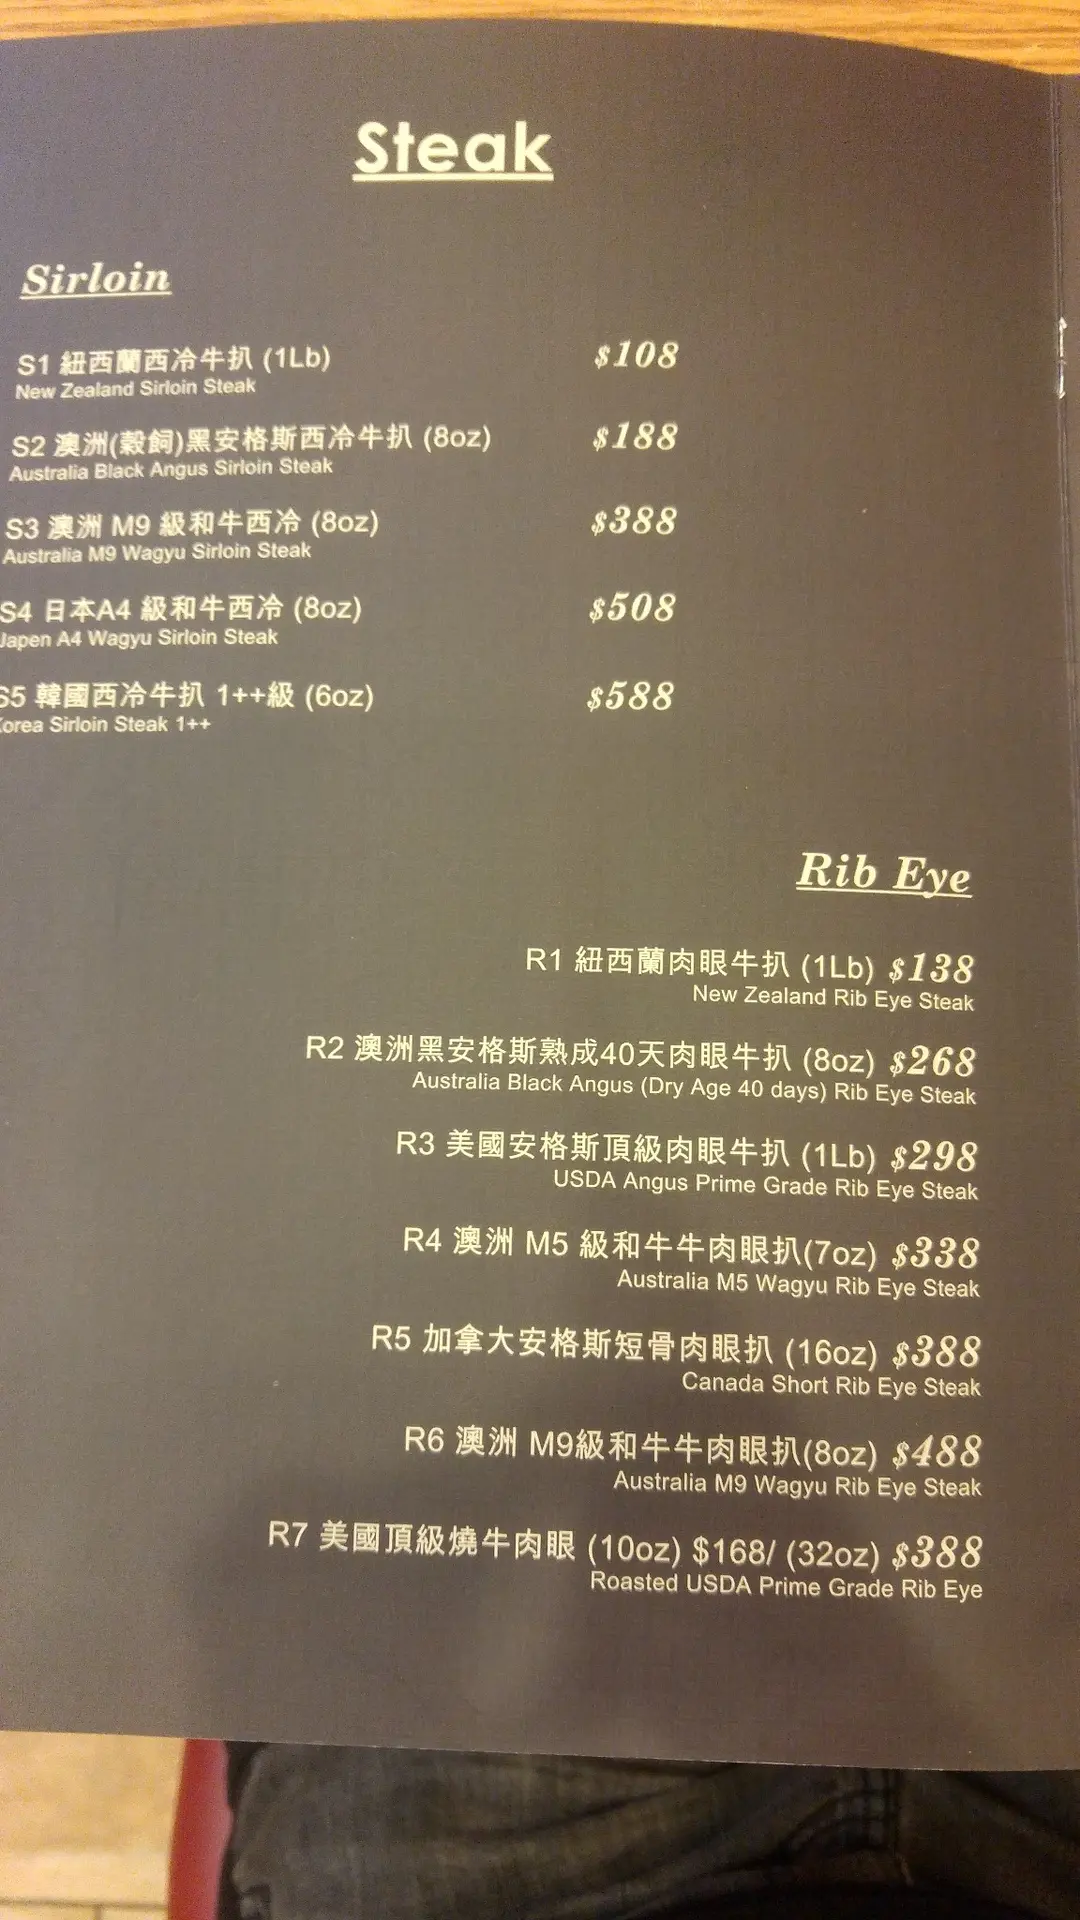 Steak
Sirloin
S1 紐西蘭西冷牛扒 (1Lb) $108
New Zealand Sirloin Steak
S2 澳洲(穀飼)黑安格斯西冷牛扒 (8oz) $188
Australia Black Angus Sirloin Steak
S3 澳洲 M9 級和牛西冷 (8oz) $388
Australia M9 Wagyu Sirloin Steak
S4 日本A4 級和牛西冷 (8oz) $508
Japen A4 Wagyu Sirloin Steak
S5 韓國西冷牛扒 1++級 (6oz) $588
Korea Sirloin Steak 1++
Rib Eye
R1 紐西蘭肉眼牛扒 (1Lb) $138
New Zealand Rib Eye Steak
R2 澳洲黑安格斯熟成40天肉眼牛扒 (8oz) $268
Australia Black Angus (Dry Age 40 days) Rib Eye Steak
R3 美國安格斯頂級肉眼牛扒 (1Lb) $298
USDA Angus Prime Grade Rib Eye Steak
R4 澳洲 M5 級和牛牛肉眼扒(7oz) $338
Australia M5 Wagyu Rib Eye Steak
R5 加拿大安格斯短骨肉眼扒 (16oz) $388
Canada Short Rib Eye Steak
R6 澳洲 M9級和牛牛肉眼扒(8oz) $488
Australia M9 Wagyu Rib Eye Steak
R7 美國頂級燒牛肉眼 (10oz) $168/ (32oz) $388
Roasted USDA Prime Grade Rib Eye